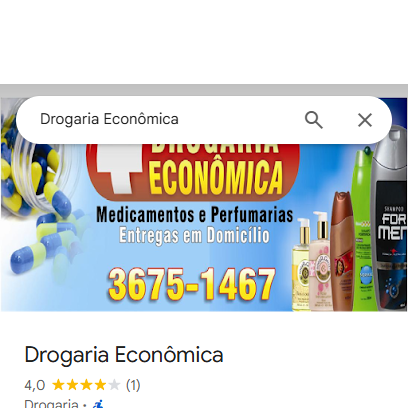 Drogaria Econômica
DROGARIA
ECONÔMICA
Medicamentos e Perfumarias
Entregas em Domicílio
3675-1467
SHAMPOO
FOR
MEN
Drogaria Econômica
4,0 (1)
Drogaria ·